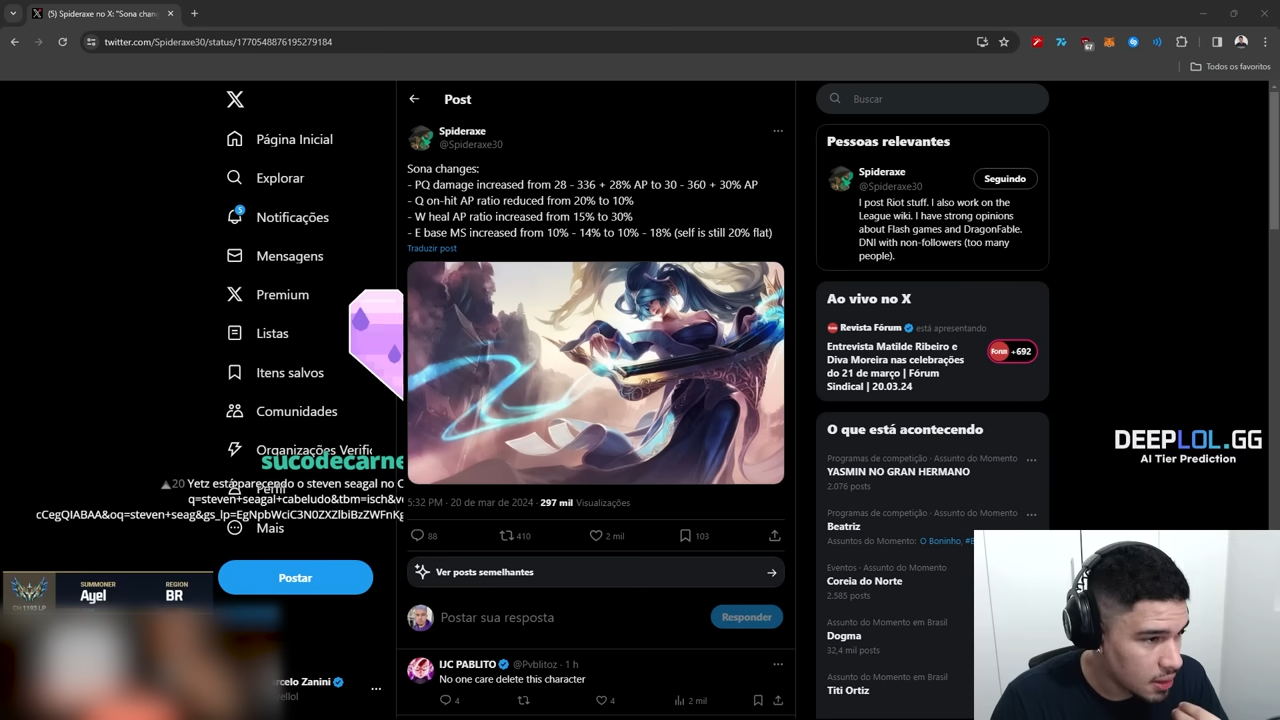 (5) Spideraxe no X: "Sona chan
twitter.com/Spideraxe30/status/1770548876195279184
67
Todos os favoritos
Página Inicial
Explorar
5
Notificações
Mensagens
Premium
Listas
Itens salvos
Comunidades
Organizações Verific
Perfil
Mais
Postar
sucodecarne
20 Yetz está parecendo o steven seagal no C
q=steven+seagal+cabeludo&tbm=isch&v
cCegQIABAA&oq=steven+seag&gs_lp=EgNpbWciC3N0ZXZlbiBzZWFnKg
SUMMONER
Ayel
REGION
BR
1193 LP
rcelo Zanini
yellol
Post
Spideraxe
@Spideraxe30
Sona changes:
- PQ damage increased from 28 - 336 + 28% AP to 30 - 360 + 30% AP
- Q on-hit AP ratio reduced from 20% to 10%
- W heal AP ratio increased from 15% to 30%
- E base MS increased from 10% - 14% to 10% - 18% (self is still 20% flat)
Traduzir post
5:32 PM · 20 de mar de 2024 · 297 mil Visualizações
88
410
2 mil
103
Ver posts semelhantes
Postar sua resposta
Responder
IJC PABLITO @Pvblitoz · 1 h
No one care delete this character
4
4
2 mil
Buscar
Pessoas relevantes
Spideraxe
@Spideraxe30
Seguindo
I post Riot stuff. I also work on the
League wiki. I have strong opinions
about Flash games and DragonFable.
DNI with non-followers (too many
people).
Ao vivo no X
Revista Fórum está apresentando
Entrevista Matilde Ribeiro e
Diva Moreira nas celebrações
do 21 de março | Fórum
Sindical | 20.03.24
+692
O que está acontecendo
Programas de competição · Assunto do Momento
YASMIN NO GRAN HERMANO
2.076 posts
Programas de competição · Assunto do Momento
Beatriz
Assuntos do Momento: O Boninho,
Eventos · Assunto do Momento
Coreia do Norte
2.585 posts
Assunto do Momento em Brasil
Dogma
32,4 mil posts
Assunto do Momento em Brasil
Titi Ortiz
DEEPLOL.GG
AI Tier Prediction